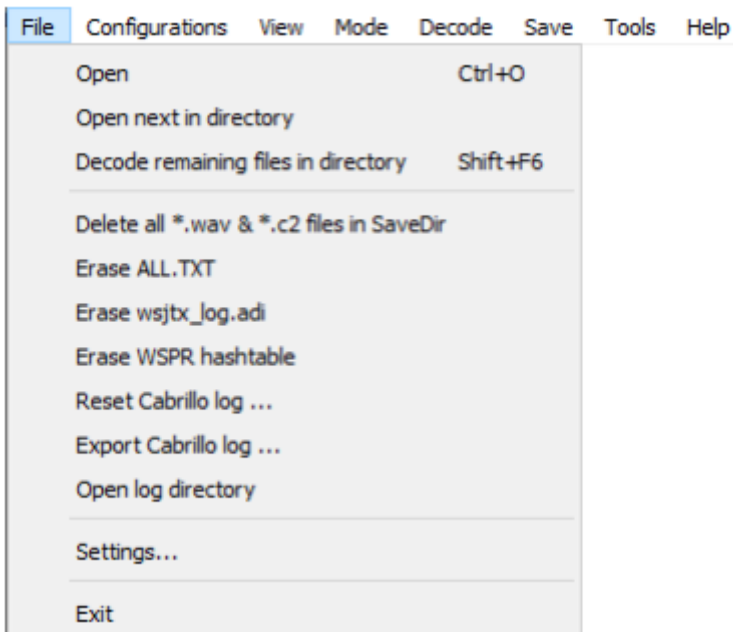 File Configurations View Mode Decode Save Tools Help
Open Ctrl+O
Open next in directory
Decode remaining files in directory Shift+F6
Delete all *.wav & *.c2 files in SaveDir
Erase ALL.TXT
Erase wsjtx_log.adi
Erase WSPR hashtable
Reset Cabrillo log ...
Export Cabrillo log ...
Open log directory
Settings...
Exit